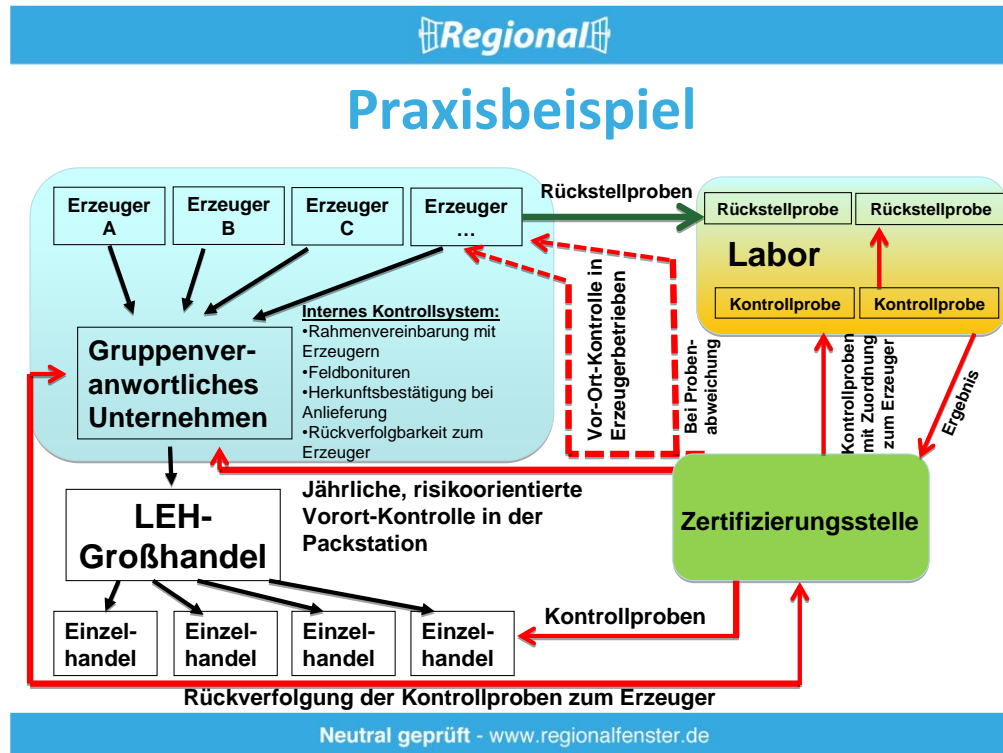 Regional
Praxisbeispiel
Erzeuger
A
Erzeuger
B
Erzeuger
C
Erzeuger
...
Rückstellproben
Rückstellprobe
Rückstellprobe
Labor
Kontrollprobe
Kontrollprobe
Internes Kontrollsystem:
•Rahmenvereinbarung mit
Erzeugern
•Feldbonituren
•Herkunftsbestätigung bei
Anlieferung
•Rückverfolgbarkeit zum
Erzeuger
Gruppenver-
anwortliches
Unternehmen
Vor-Ort-Kontrolle in
Erzeugerbetrieben
Bei Proben-
abweichung
Kontrollproben
mit Zuordnung
zum Erzeuger
Ergebnis
Jährliche, risikoorientierte
Vorort-Kontrolle in der
Packstation
LEH-
Großhandel
Zertifizierungsstelle
Einzel-
handel
Einzel-
handel
Einzel-
handel
Einzel-
handel
Kontrollproben
Rückverfolgung der Kontrollproben zum Erzeuger
Neutral geprüft - www.regionalfenster.de